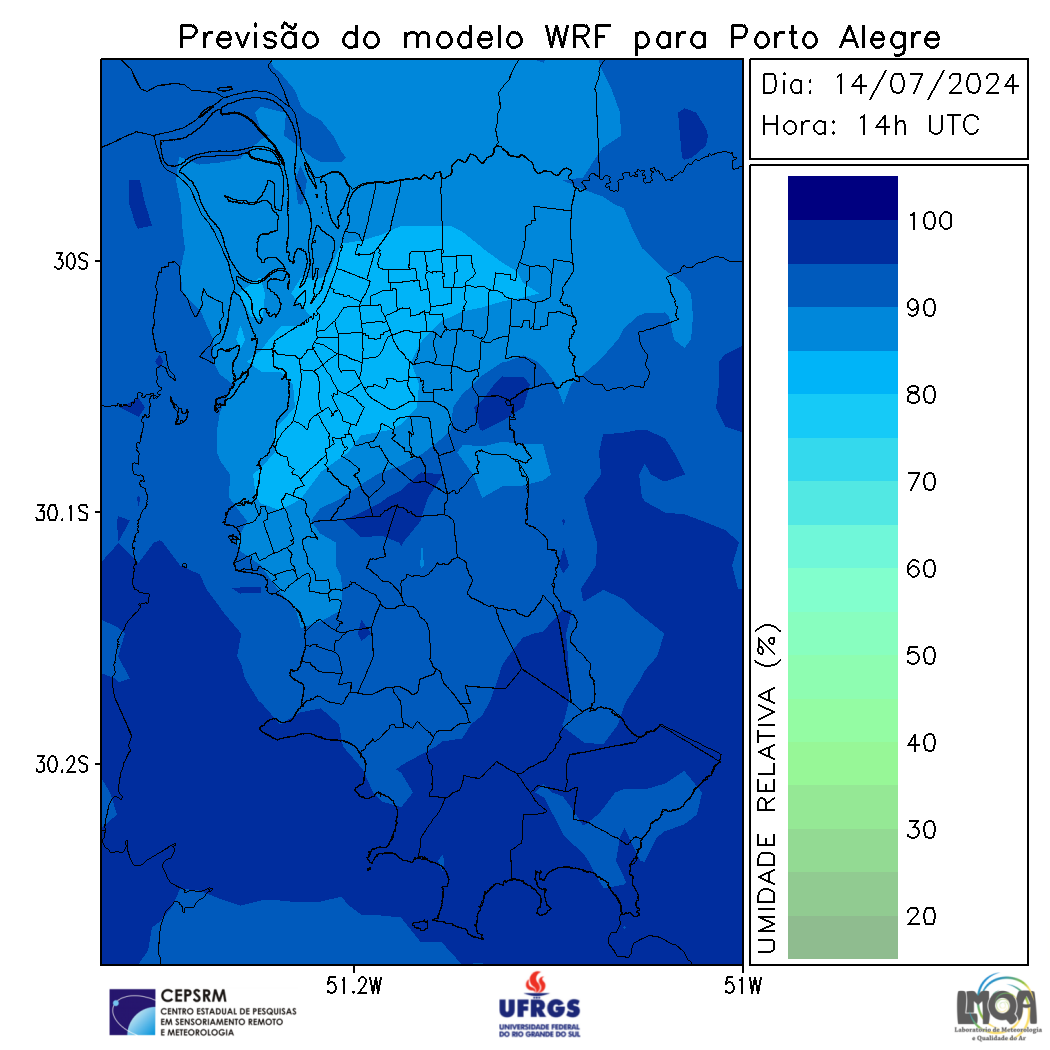 Previsão do modelo WRF para Porto Alegre
Dia: 14/07/2024
Hora: 14h UTC
30S
30.1S
30.2S
51.2W
51W
UMIDADE RELATIVA (%)
100
90
80
70
60
50
40
30
20
CEPSRM
CENTRO ESTADUAL DE PESQUISAS
EM SENSORIAMENTO REMOTO
E METEOROLOGIA
UFRGS
UNIVERSIDADE FEDERAL
DO RIO GRANDE DO SUL
LMQA
Laboratório de Meteorologia
e Qualidade do Ar